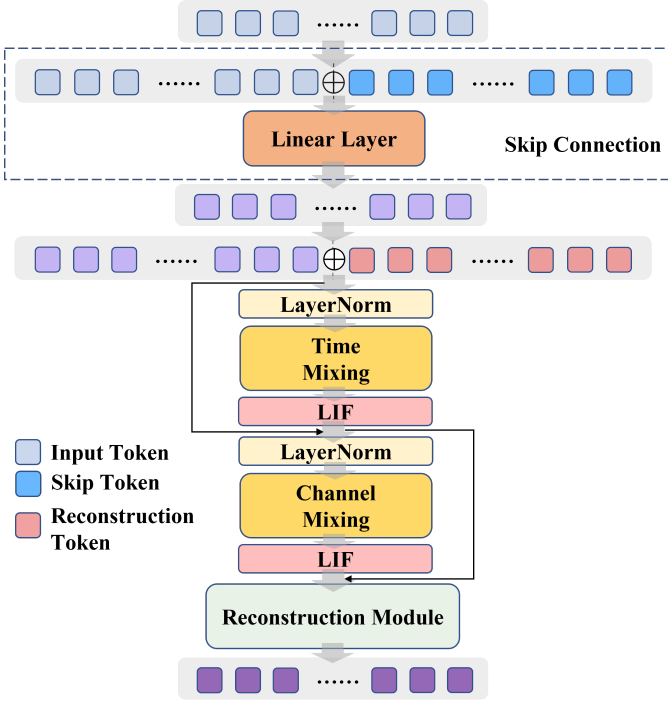 Linear Layer
Skip Connection
LayerNorm
Time
Mixing
LIF
LayerNorm
Channel
Mixing
LIF
Input Token
Skip Token
Reconstruction
Token
Reconstruction Module